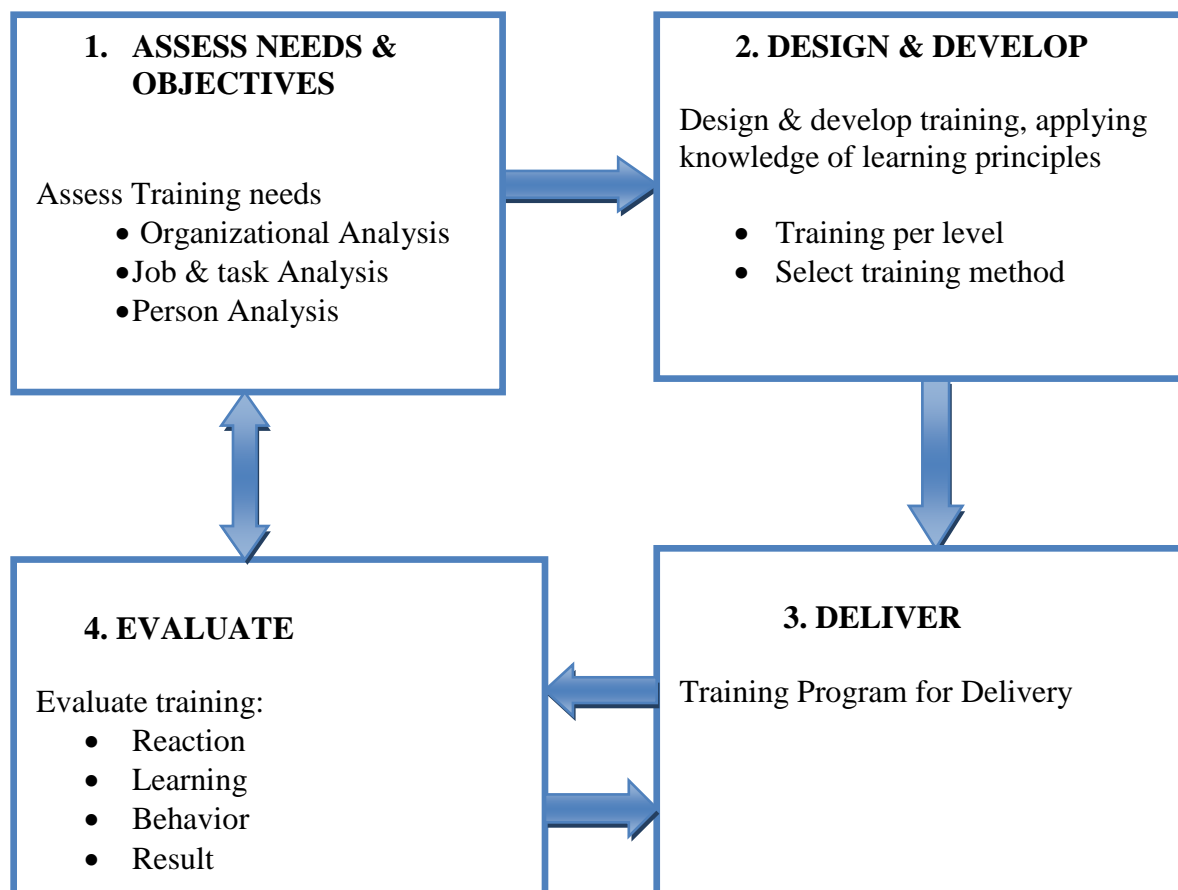 1. ASSESS NEEDS &
OBJECTIVES
Assess Training needs
• Organizational Analysis
•Job & task Analysis
•Person Analysis
2. DESIGN & DEVELOP
Design & develop training, applying
knowledge of learning principles
• Training per level
• Select training method
3. DELIVER
Training Program for Delivery
4. EVALUATE
Evaluate training:
• Reaction
• Learning
• Behavior
• Result